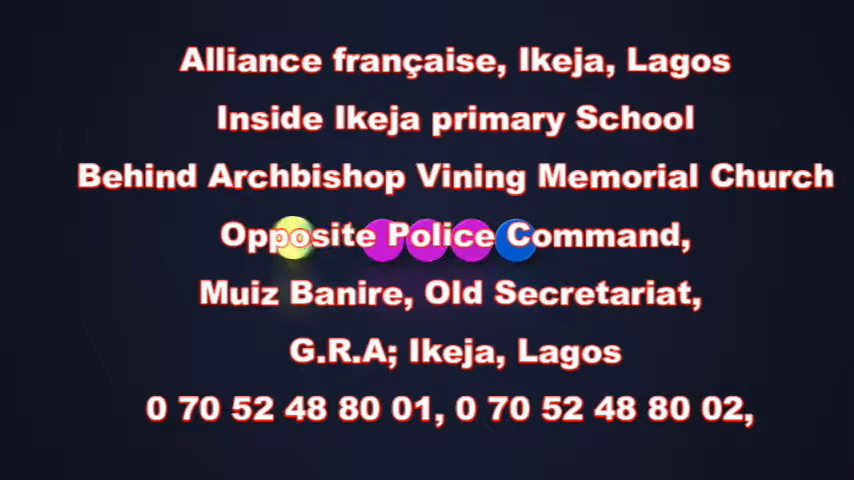 Alliance française, Ikeja, Lagos
Inside Ikeja primary School
Behind Archbishop Vining Memorial Church
Opposite Police Command,
Muiz Banire, Old Secretariat,
G.R.A; Ikeja, Lagos
0 70 52 48 80 01, 0 70 52 48 80 02,